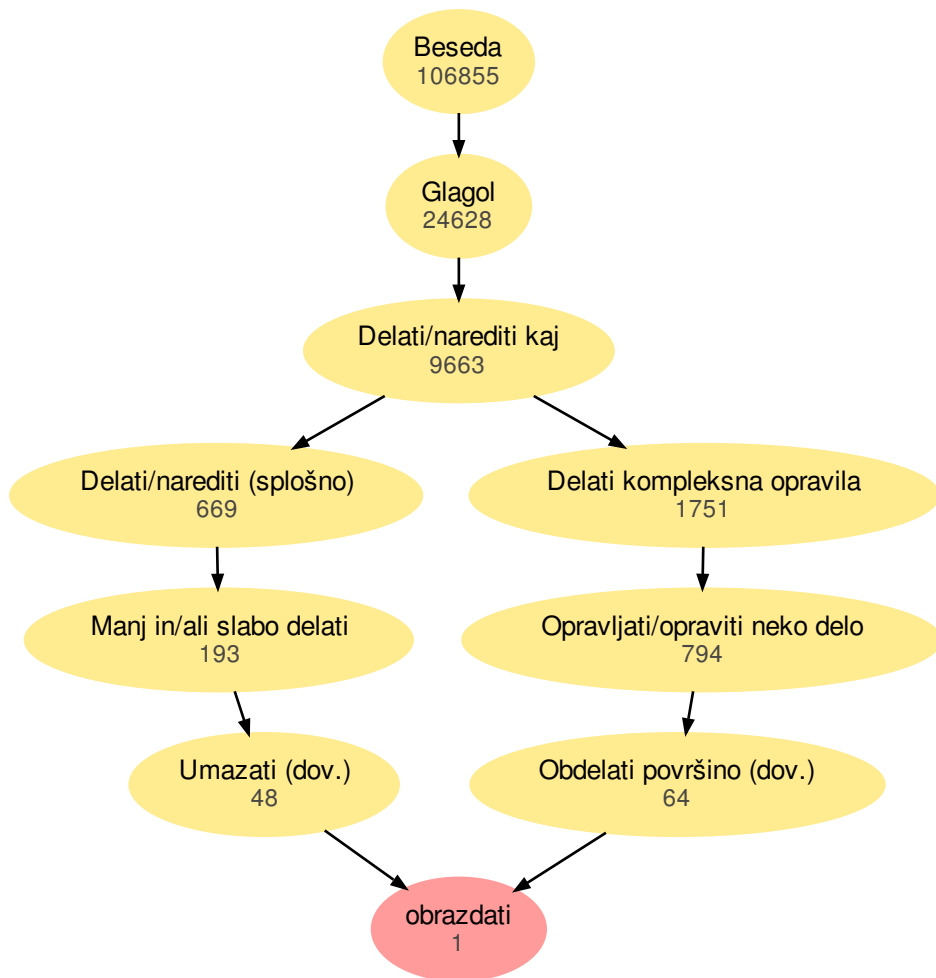 Beseda
106855
Glagol
24628
Delati/narediti kaj
9663
Delati/narediti (splošno)
669
Delati kompleksna opravila
1751
Manj in/ali slabo delati
193
Opravljati/opraviti neko delo
794
Umazati (dov.)
48
Obdelati površino (dov.)
64
obrazdati
1